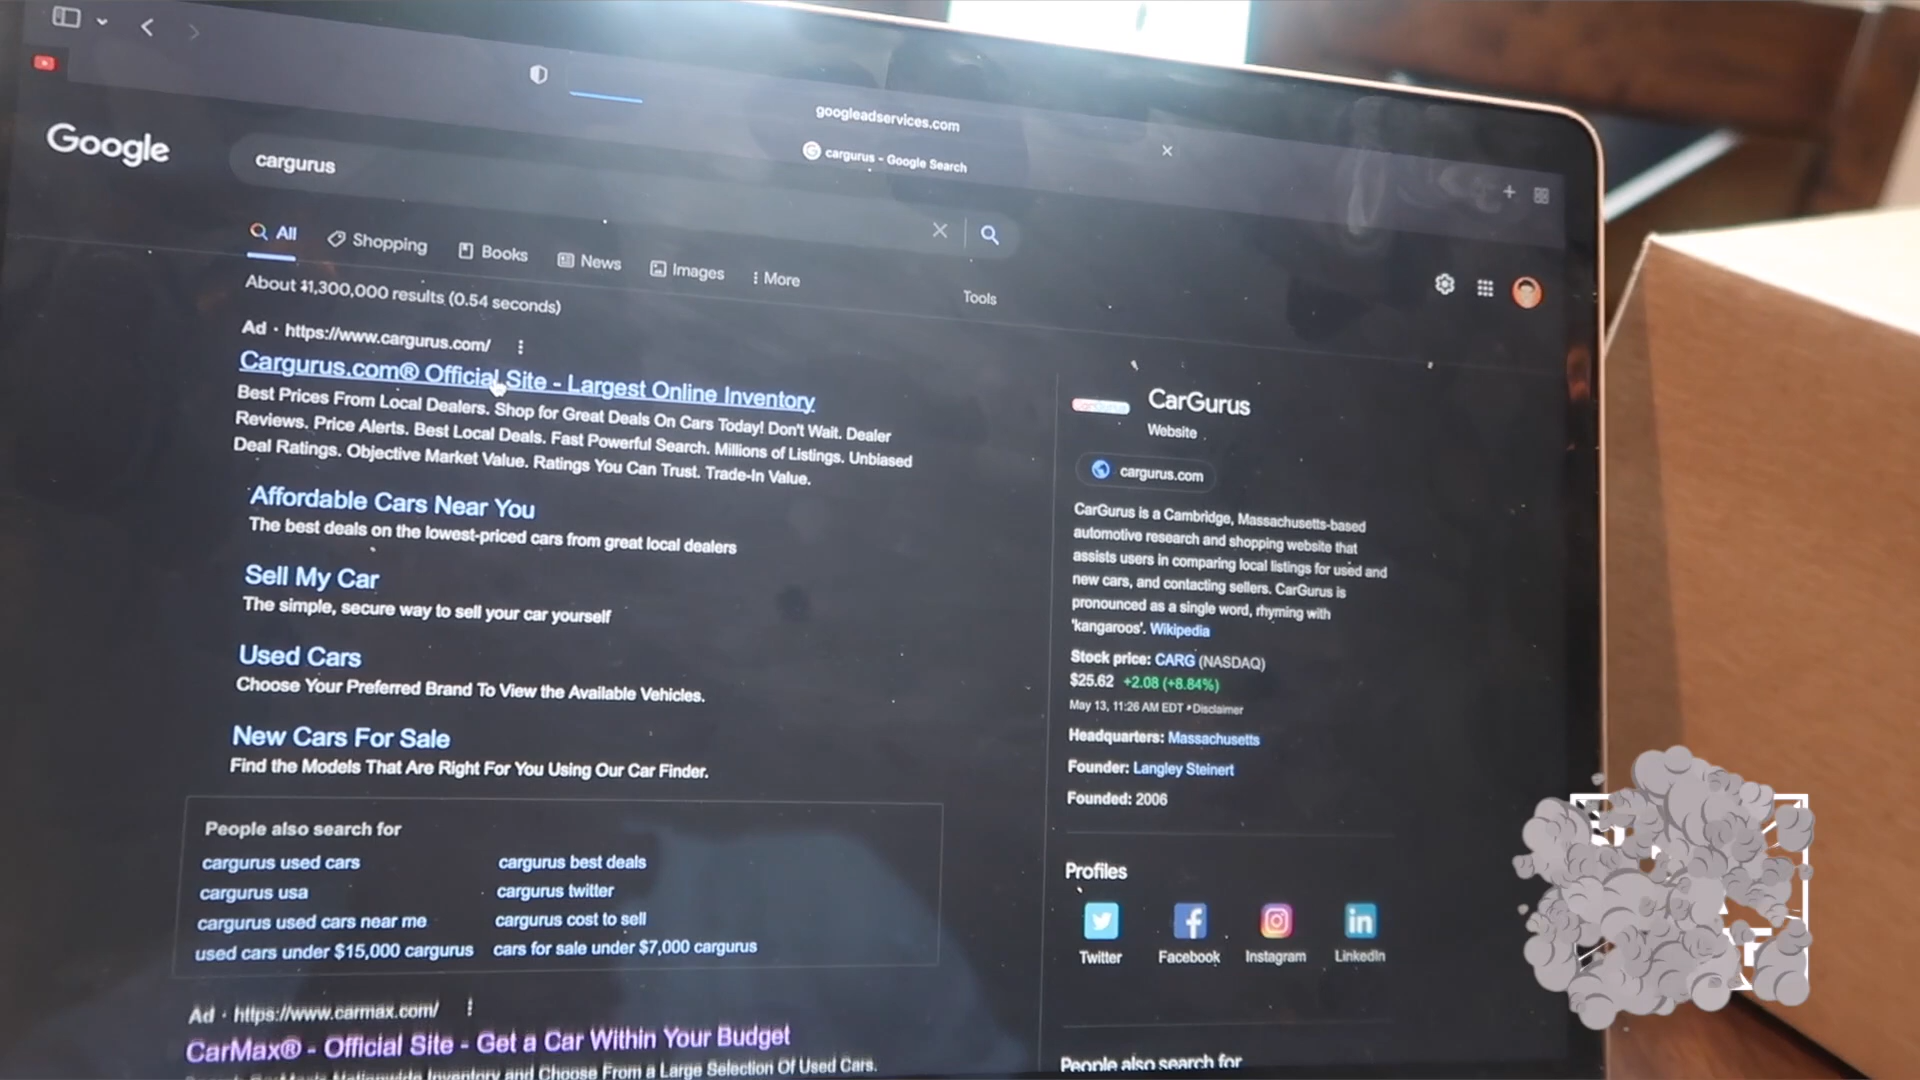 googleadservices.com
cargurus - Google Search
Google
cargurus
All
Shopping
Books
News
Images
More
Tools
About 11,300,000 results (0.54 seconds)
Ad · https://www.cargurus.com/
Cargurus.com® Official Site - Largest Online Inventory
Best Prices From Local Dealers. Shop for Great Deals On Cars Today! Don't Wait. Dealer
Reviews. Price Alerts. Best Local Deals. Fast Powerful Search. Millions of Listings. Unbiased
Deal Ratings. Objective Market Value. Ratings You Can Trust. Trade-In Value.
Affordable Cars Near You
The best deals on the lowest-priced cars from great local dealers
Sell My Car
The simple, secure way to sell your car yourself
Used Cars
Choose Your Preferred Brand To View the Available Vehicles.
New Cars For Sale
Find the Models That Are Right For You Using Our Car Finder.
People also search for
cargurus used cars
cargurus best deals
cargurus usa
cargurus twitter
cargurus used cars near me
cargurus cost to sell
used cars under $15,000 cargurus
cars for sale under $7,000 cargurus
Ad · https://www.carmax.com/
CarMax® - Official Site - Get a Car Within Your Budget
Nationwide Inventory and Choose From a Large Selection Of Used Cars.
CarGurus
Website
cargurus.com
CarGurus is a Cambridge, Massachusetts-based
automotive research and shopping website that
assists users in comparing local listings for used and
new cars, and contacting sellers. CarGurus is
pronounced as a single word, rhyming with
'kangaroos'. Wikipedia
Stock price: CARG (NASDAQ)
$25.62 +2.08 (+8.84%)
May 13, 11:26 AM EDT • Disclaimer
Headquarters: Massachusetts
Founder: Langley Steinert
Founded: 2006
Profiles
Twitter
Facebook
Instagram
LinkedIn
People also search for